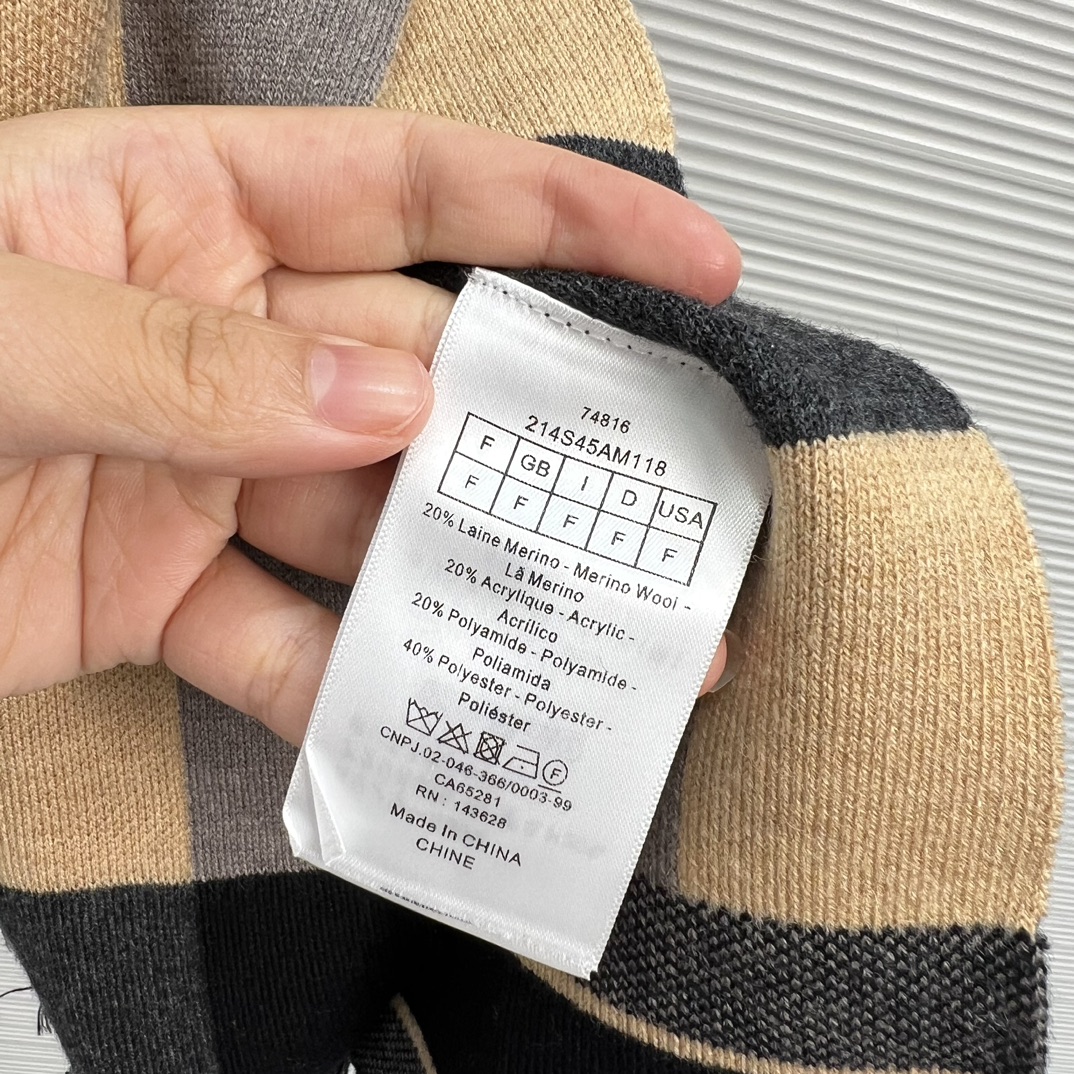 74816
214S45AM118
F GB I D USA
F F F F F
20% Laine Merino - Merino Wool -
Lã Merino
20% Acrylique - Acrylic -
Acrílico
20% Polyamide - Polyamide -
Poliamida
40% Polyester - Polyester -
Poliéster
F
CNPJ.02-046-366/0003-99
CA65281
RN : 143628
Made In CHINA
CHINE